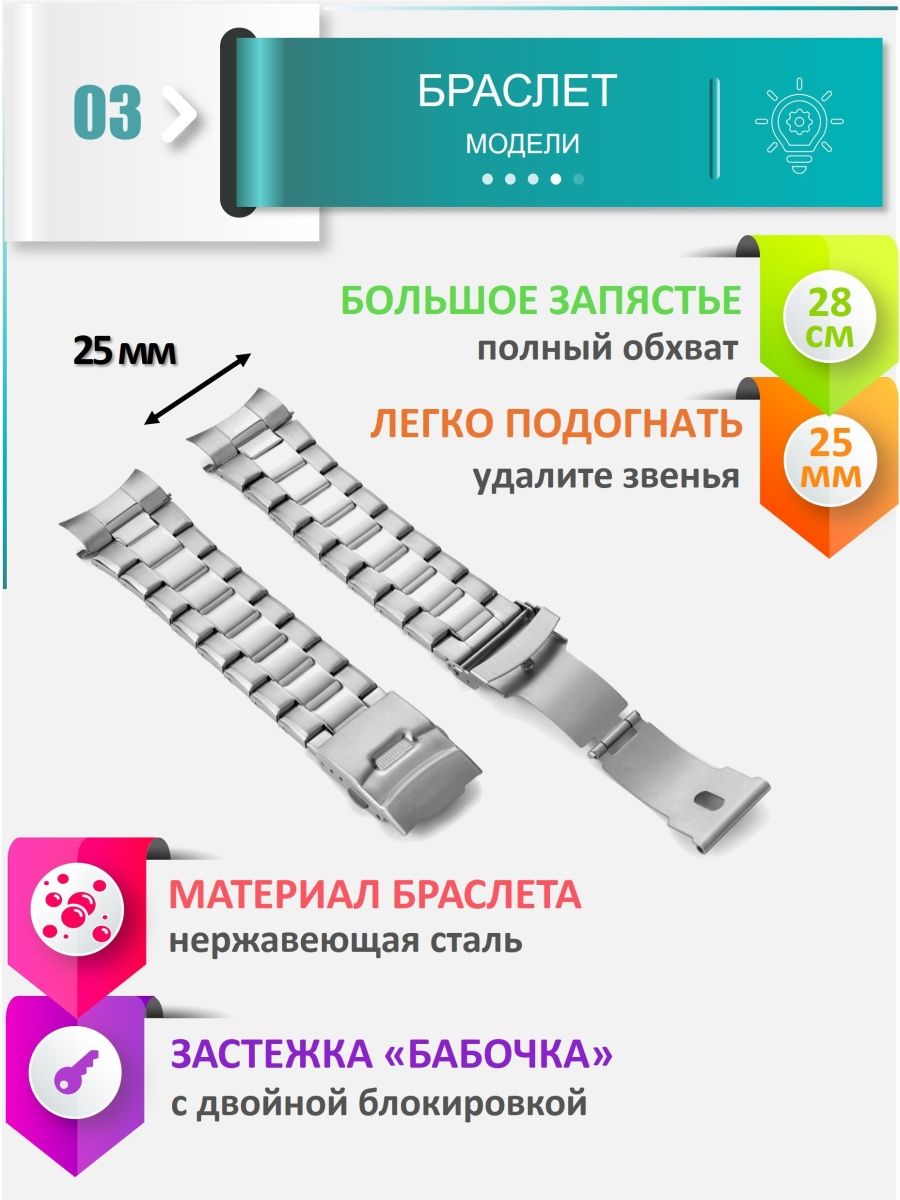 03
БРАСЛЕТ
МОДЕЛИ
БОЛЬШОЕ ЗАПЯСТЬЕ
полный обхват
28
см
25 мм
ЛЕГКО ПОДОГНАТЬ
удалите звенья
25
мм
МАТЕРИАЛ БРАСЛЕТА
нержавеющая сталь
ЗАСТЕЖКА «БАБОЧКА»
с двойной блокировкой